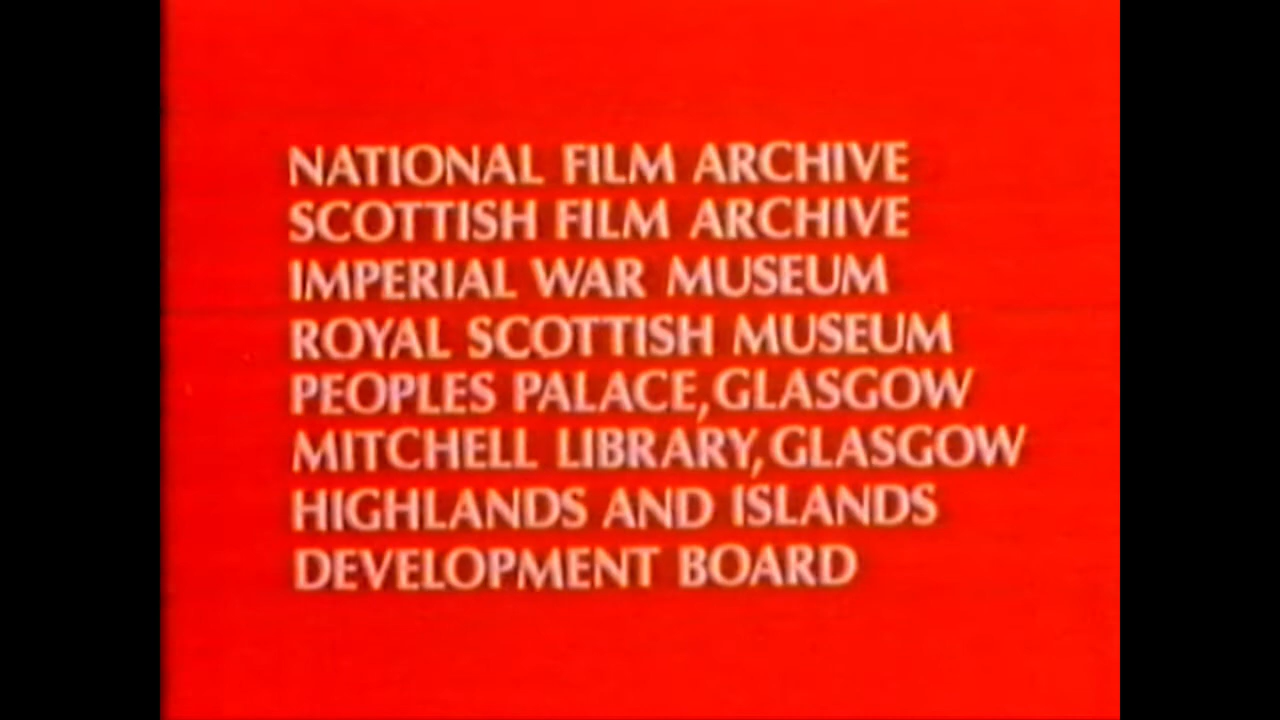 NATIONAL FILM ARCHIVE
SCOTTISH FILM ARCHIVE
IMPERIAL WAR MUSEUM
ROYAL SCOTTISH MUSEUM
PEOPLES PALACE, GLASGOW
MITCHELL LIBRARY, GLASGOW
HIGHLANDS AND ISLANDS
DEVELOPMENT BOARD